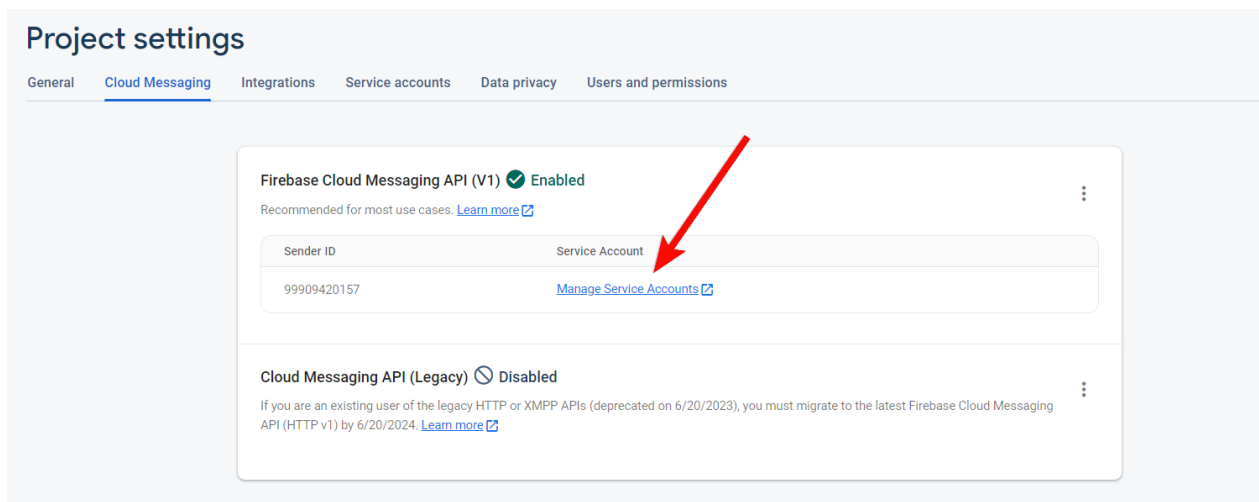 Project settings
General Cloud Messaging Integrations Service accounts Data privacy Users and permissions
Firebase Cloud Messaging API (V1) Enabled
Recommended for most use cases. Learn more
Sender ID Service Account
99909420157 Manage Service Accounts
Cloud Messaging API (Legacy) Disabled
If you are an existing user of the legacy HTTP or XMPP APIs (deprecated on 6/20/2023), you must migrate to the latest Firebase Cloud Messaging
API (HTTP v1) by 6/20/2024. Learn more